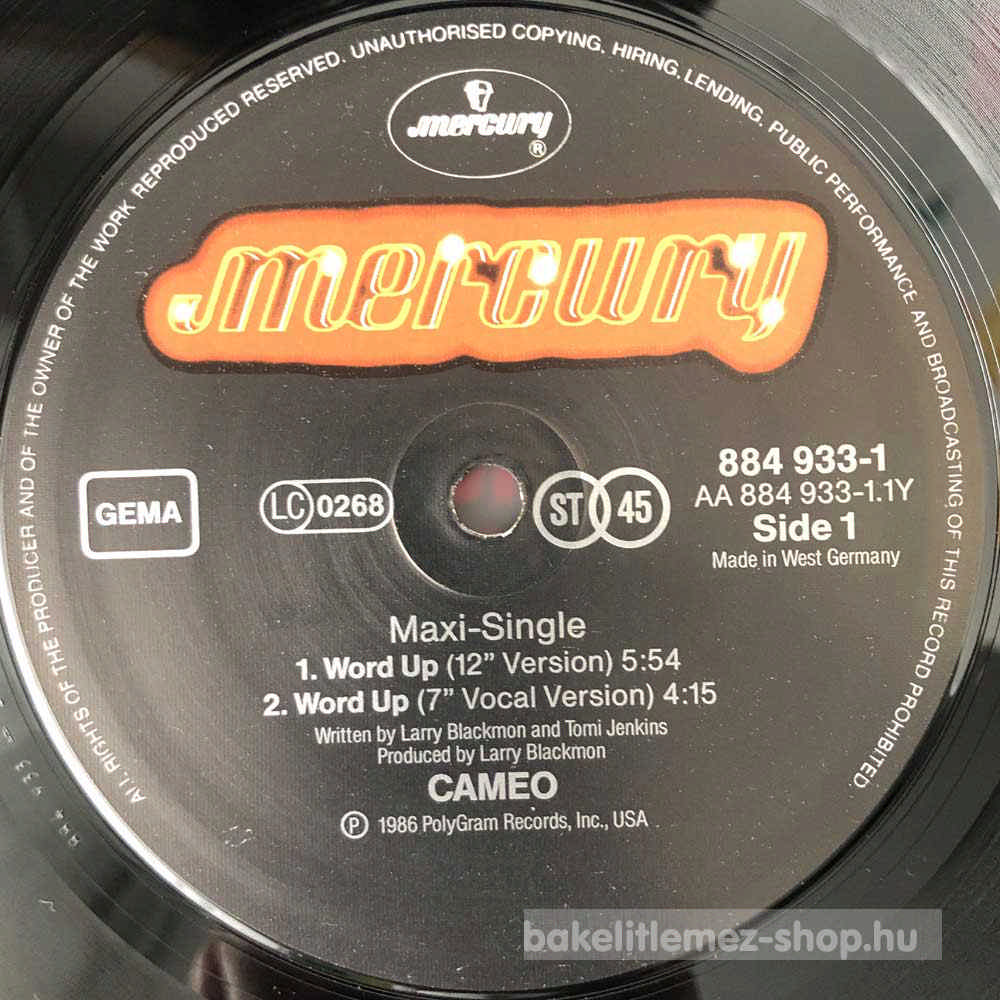 ALL RIGHTS OF THE PRODUCER AND OF THE OWNER OF THE WORK REPRODUCED RESERVED. UNAUTHORISED COPYING, HIRING, LENDING, PUBLIC PERFORMANCE AND BROADCASTING OF THIS RECORD PROHIBITED.
mercury
®
mercury
GEMA
LC 0268
ST 45
884 933-1
AA 884 933-1.1Y
Side 1
Made in West Germany
Maxi-Single
1. Word Up (12” Version) 5:54
2. Word Up (7” Vocal Version) 4:15
Written by Larry Blackmon and Tomi Jenkins
Produced by Larry Blackmon
CAMEO
℗ 1986 PolyGram Records, Inc., USA
bakelitlemez-shop.hu